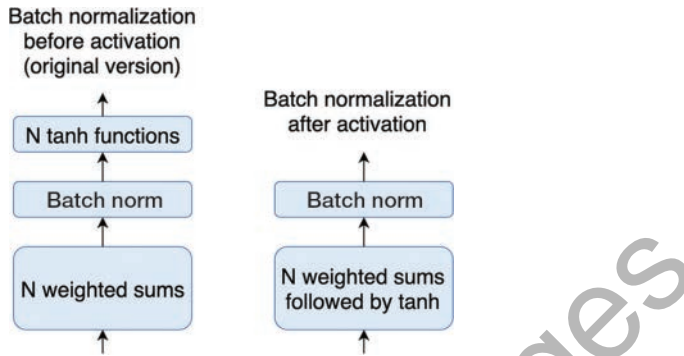 Batch normalization
before activation
(original version)
N tanh functions
Batch norm
N weighted sums
Batch normalization
after activation
Batch norm
N weighted sums
followed by tanh
ges